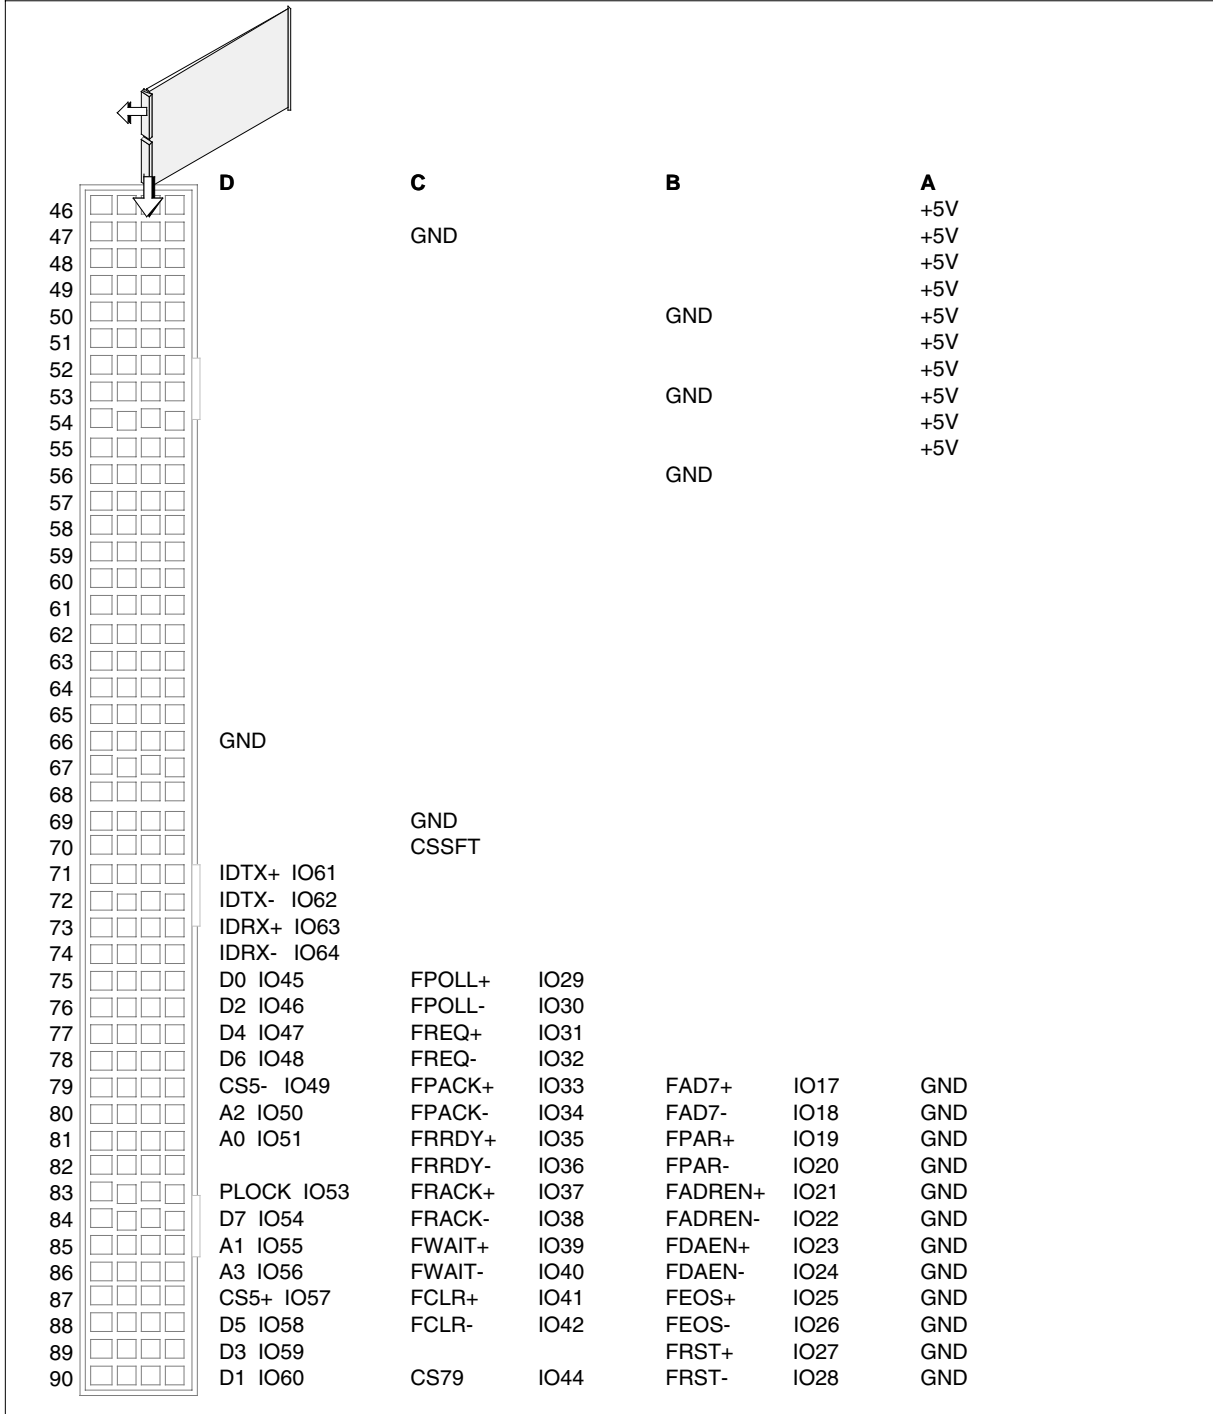 D C B A
46 +5V
47 GND +5V
48 +5V
49 +5V
50 GND +5V
51 +5V
52 +5V
53 GND +5V
54 +5V
55 +5V
56 GND
57
58
59
60
61
62
63
64
65
66 GND
67
68
69 GND
70 CSSFT
71 IDTX+ IO61
72 IDTX- IO62
73 IDRX+ IO63
74 IDRX- IO64
75 D0 IO45 FPOLL+ IO29
76 D2 IO46 FPOLL- IO30
77 D4 IO47 FREQ+ IO31
78 D6 IO48 FREQ- IO32
79 CS5- IO49 FPACK+ IO33 FAD7+ IO17 GND
80 A2 IO50 FPACK- IO34 FAD7- IO18 GND
81 A0 IO51 FRRDY+ IO35 FPAR+ IO19 GND
82 FRRDY- IO36 FPAR- IO20 GND
83 PLOCK IO53 FRACK+ IO37 FADREN+ IO21 GND
84 D7 IO54 FRACK- IO38 FADREN- IO22 GND
85 A1 IO55 FWAIT+ IO39 FDAEN+ IO23 GND
86 A3 IO56 FWAIT- IO40 FDAEN- IO24 GND
87 CS5+ IO57 FCLR+ IO41 FEOS+ IO25 GND
88 D5 IO58 FCLR- IO42 FEOS- IO26 GND
89 D3 IO59 FRST+ IO27 GND
90 D1 IO60 CS79 IO44 FRST- IO28 GND